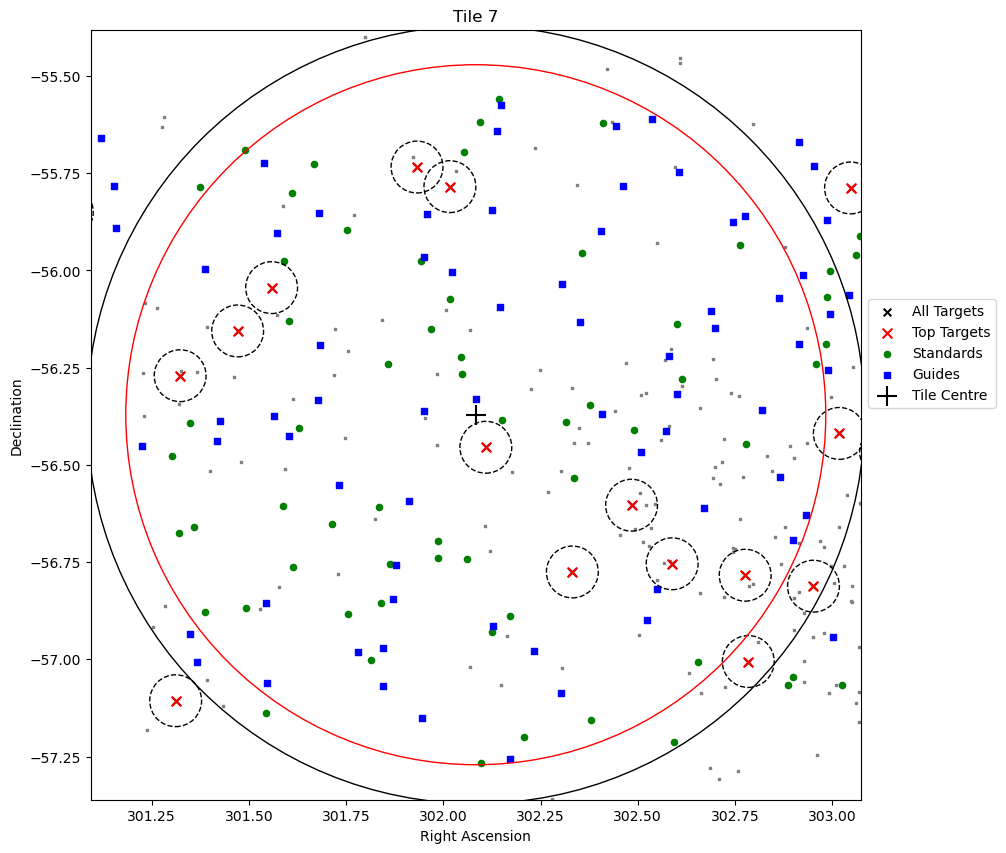 Tile 7
−55.50
−55.75
−56.00
−56.25
−56.50
−56.75
−57.00
−57.25
Declination
301.25 301.50 301.75 302.00 302.25 302.50 302.75 303.00
Right Ascension
All Targets
Top Targets
Standards
Guides
Tile Centre